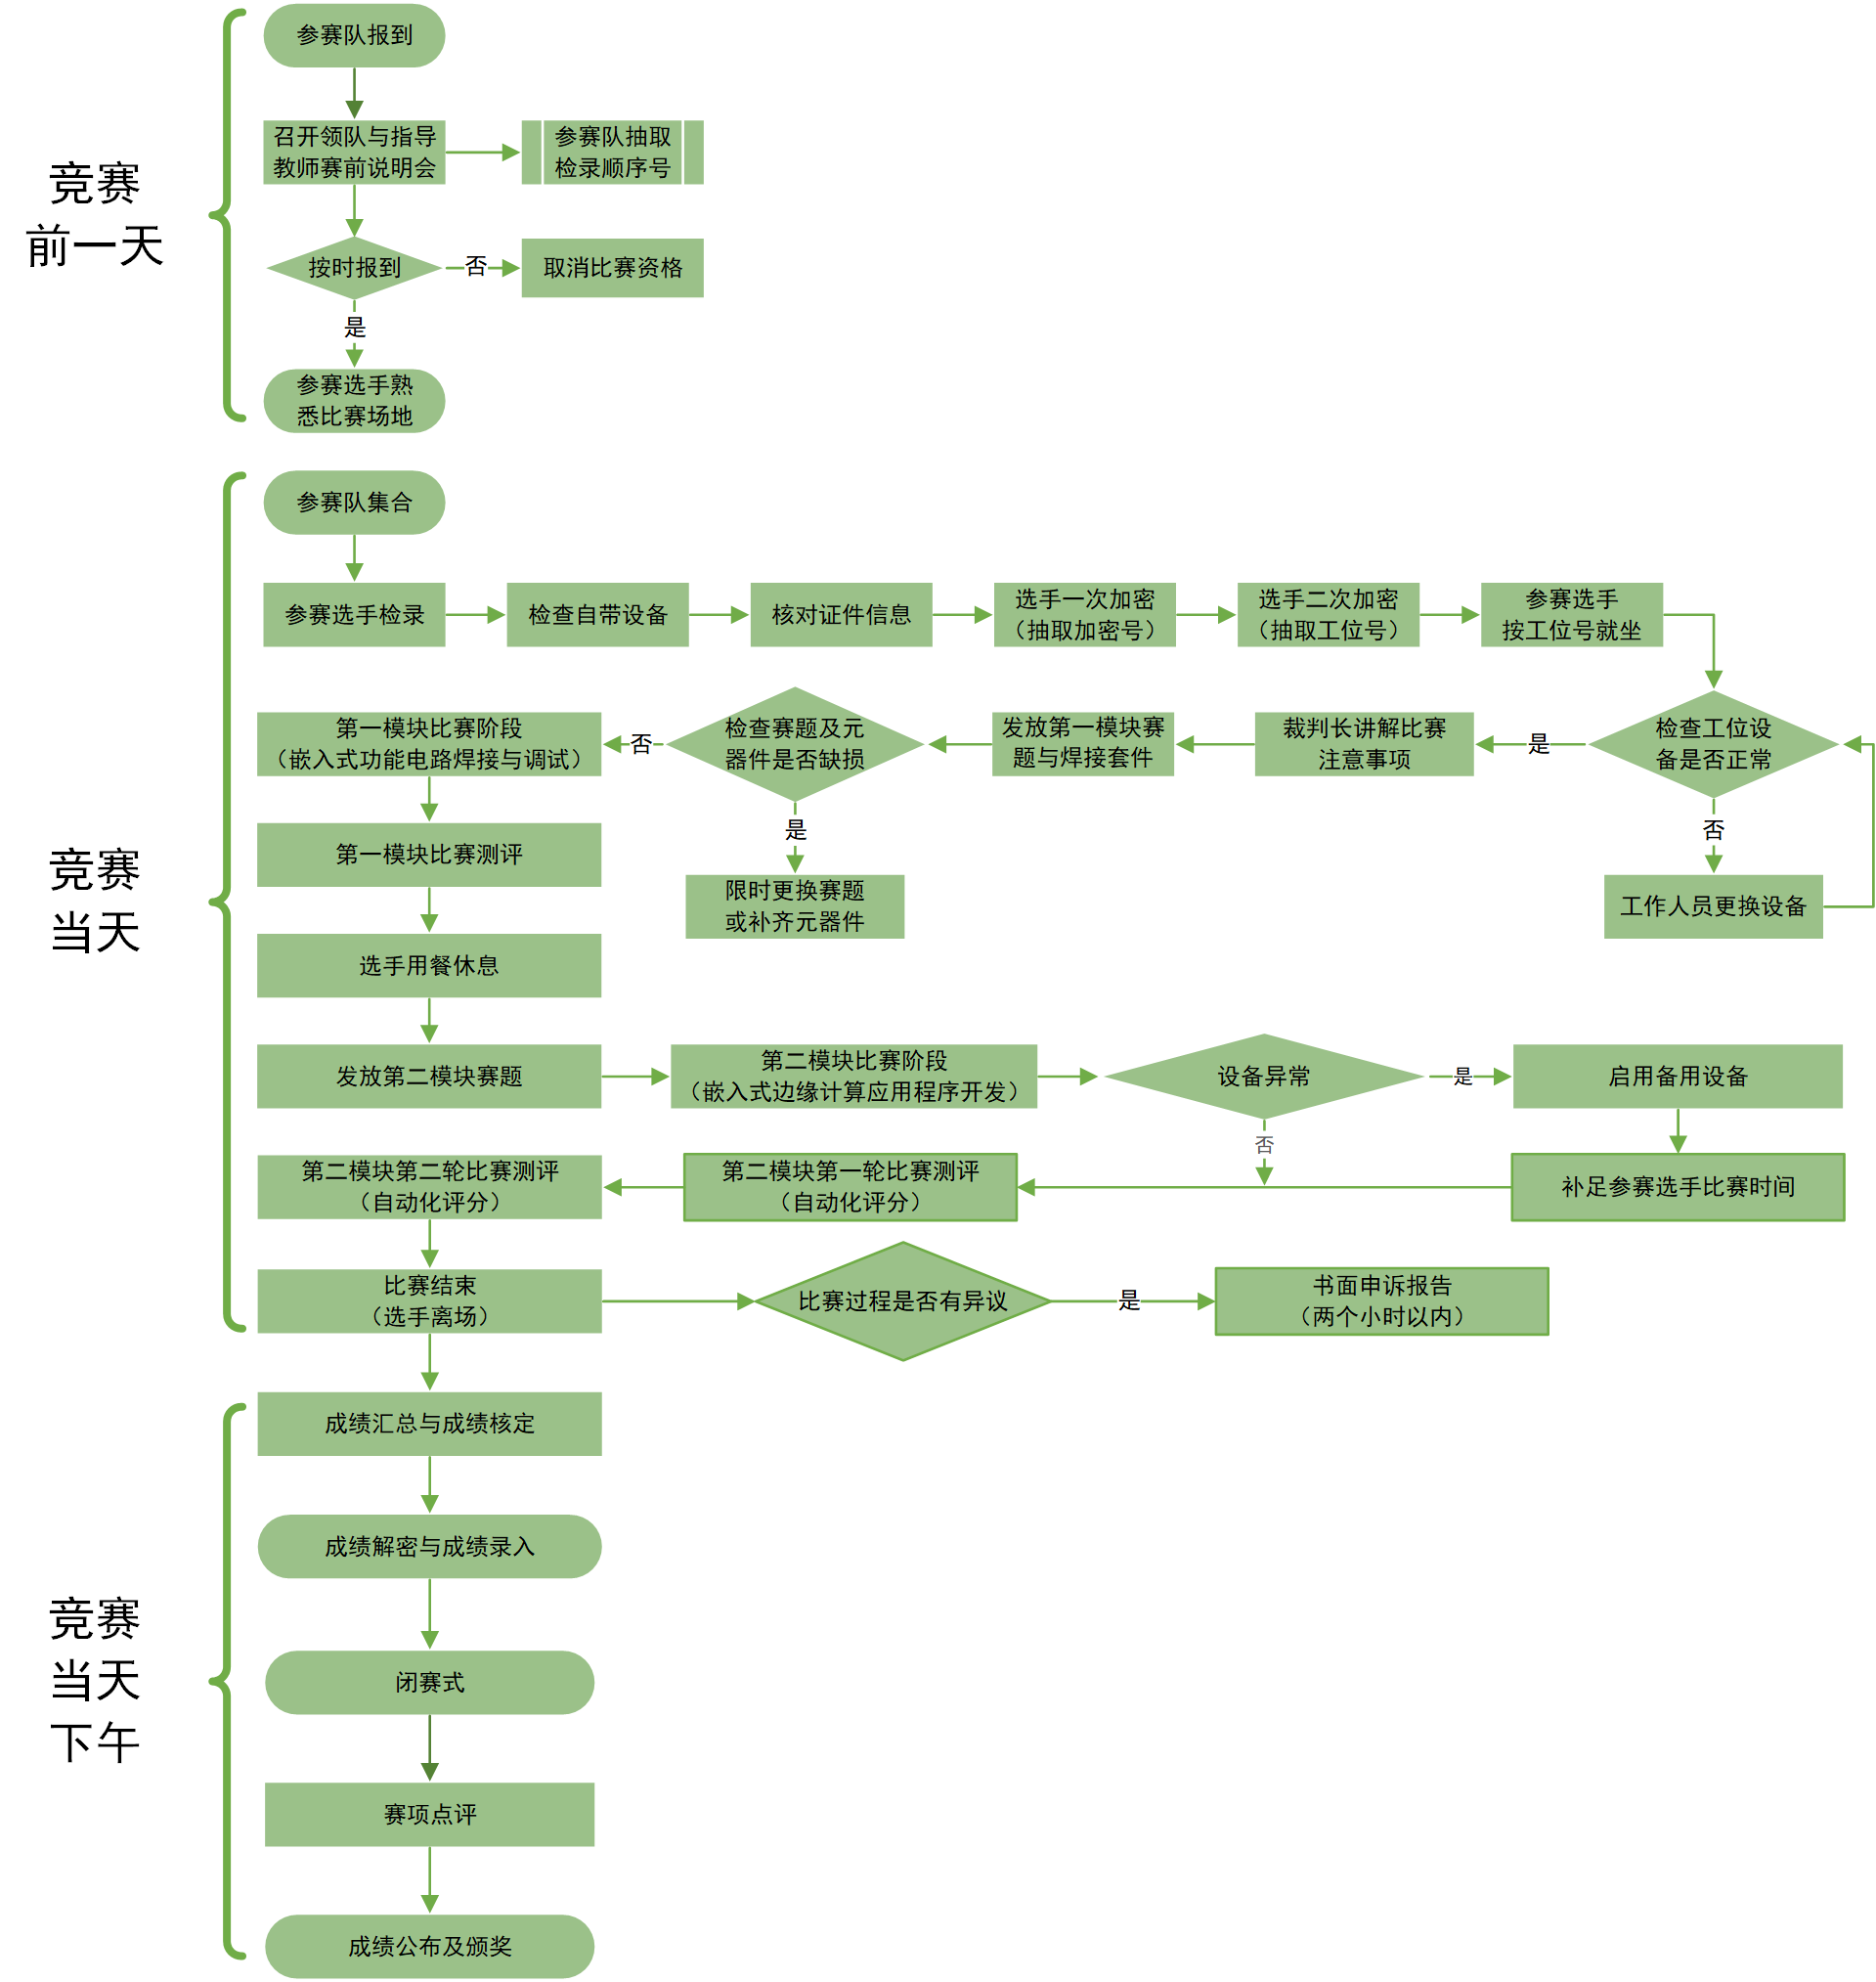 竞赛
前一天
参赛队报到
召开领队与指导
教师赛前说明会
参赛队抽取
检录顺序号
按时报到
否
取消比赛资格
是
参赛选手熟
悉比赛场地
竞赛
当天
参赛队集合
参赛选手检录
检查自带设备
核对证件信息
选手一次加密
（抽取加密号）
选手二次加密
（抽取工位号）
参赛选手
按工位号就坐
检查工位设
备是否正常
是
裁判长讲解比赛
注意事项
发放第一模块赛
题与焊接套件
检查赛题及元
器件是否缺损
否
第一模块比赛阶段
（嵌入式功能电路焊接与调试）
否
工作人员更换设备
是
限时更换赛题
或补齐元器件
第一模块比赛测评
选手用餐休息
发放第二模块赛题
第二模块比赛阶段
（嵌入式边缘计算应用程序开发）
设备异常
是
启用备用设备
否
补足参赛选手比赛时间
第二模块第一轮比赛测评
（自动化评分）
第二模块第二轮比赛测评
（自动化评分）
比赛结束
（选手离场）
比赛过程是否有异议
是
书面申诉报告
（两个小时以内）
竞赛
当天
下午
成绩汇总与成绩核定
成绩解密与成绩录入
闭赛式
赛项点评
成绩公布及颁奖